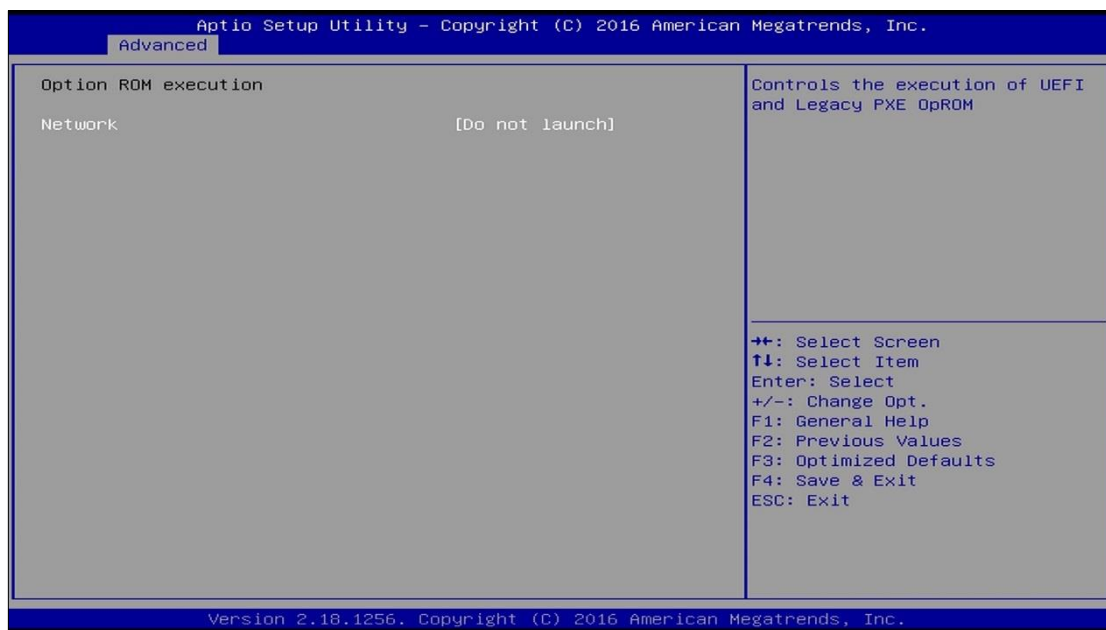 Aptio Setup Utility – Copyright (C) 2016 American Megatrends, Inc.
Advanced
Option ROM execution
Network [Do not launch]
Controls the execution of UEFI
and Legacy PXE OpROM
→←: Select Screen
↑↓: Select Item
Enter: Select
+/-: Change Opt.
F1: General Help
F2: Previous Values
F3: Optimized Defaults
F4: Save & Exit
ESC: Exit
Version 2.18.1256. Copyright (C) 2016 American Megatrends, Inc.